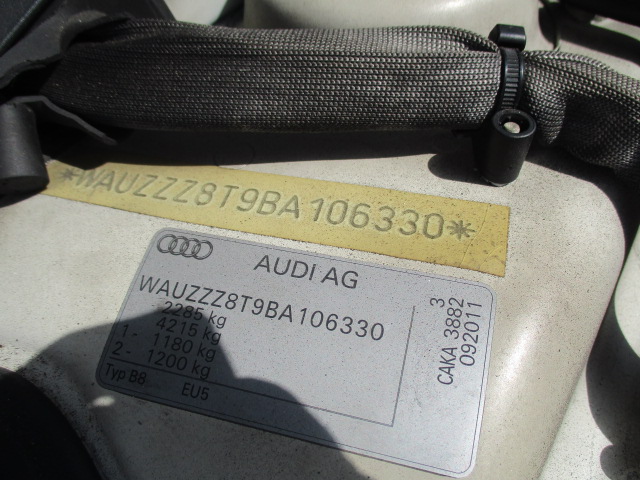 *WAUZZZ8T9BA106330*
AUDI AG
WAUZZZ8T9BA106330
2285 kg
4215 kg
1- 1180 kg
2- 1200 kg
Typ B8
EU5
3
CAKA 3882
092011